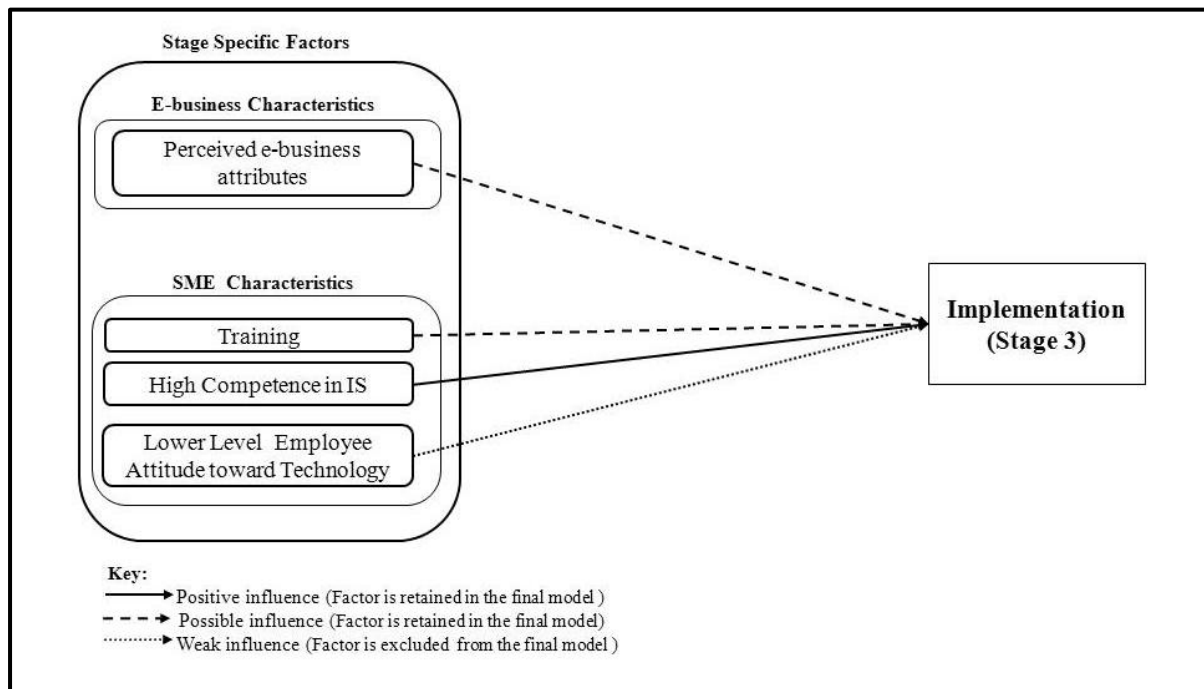 Stage Specific Factors
E-business Characteristics
Perceived e-business
attributes
SME Characteristics
Training
High Competence in IS
Lower Level Employee
Attitude toward Technology
Implementation
(Stage 3)
Key:
Positive influence (Factor is retained in the final model )
Possible influence (Factor is retained in the final model)
Weak influence (Factor is excluded from the final model )